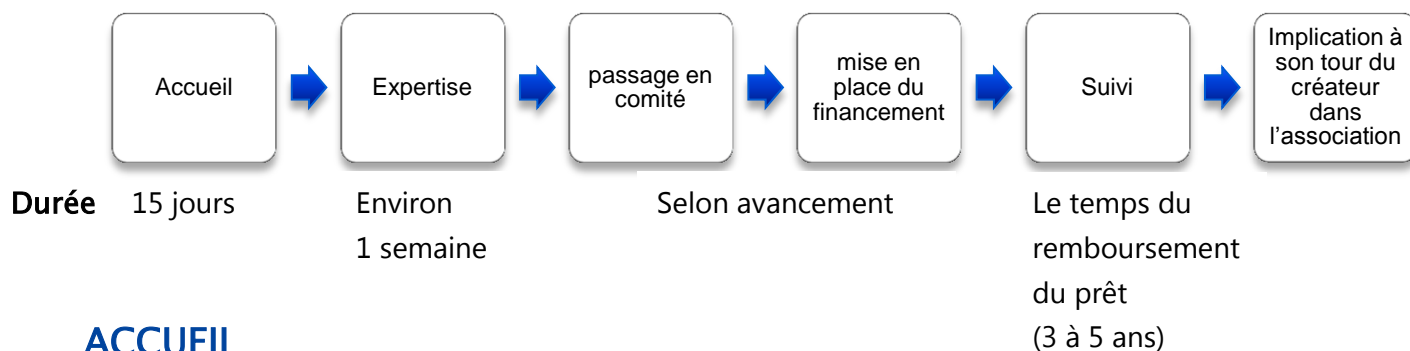 Accueil
Expertise
passage en
comité
mise en
place du
financement
Suivi
Implication à
son tour du
créateur
dans
l'association
Durée 15 jours
Environ
1 semaine
Selon avancement
Le temps du
remboursement
du prêt
(3 à 5 ans)
ACCUEIL